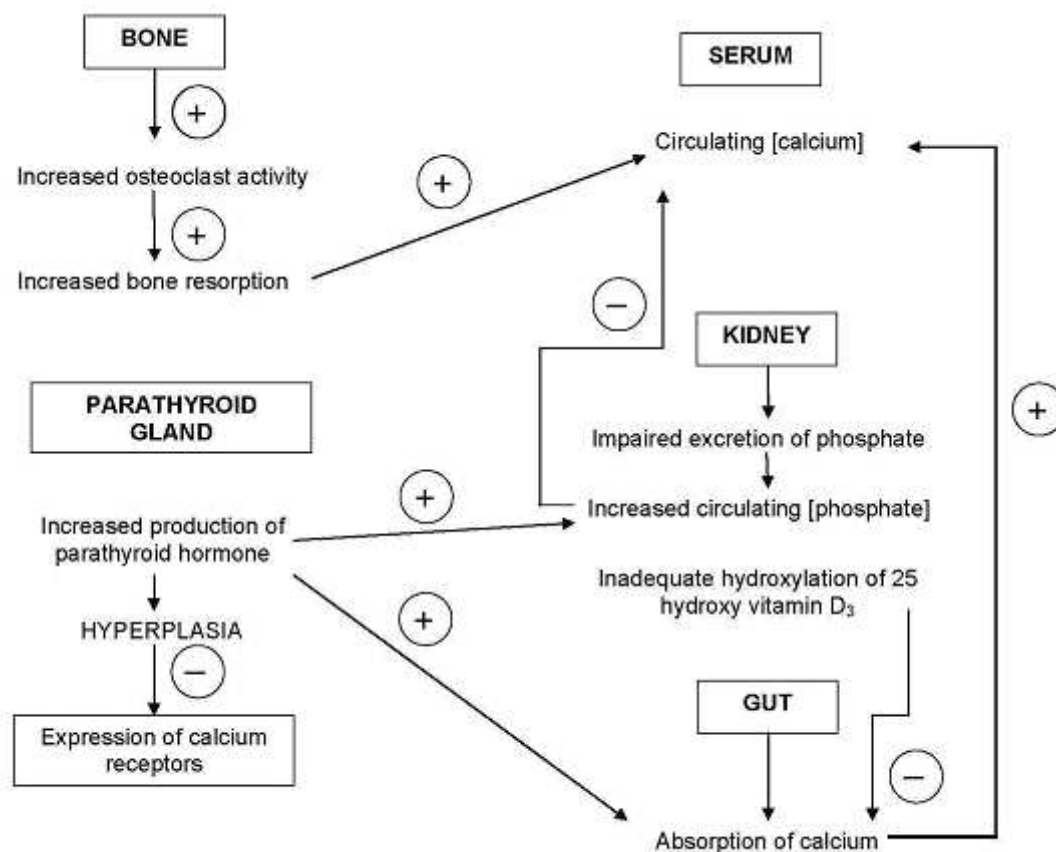 BONE
+
Increased osteoclast activity
+
Increased bone resorption
+
SERUM
Circulating [calcium]
−
KIDNEY
Impaired excretion of phosphate
Increased circulating [phosphate]
Inadequate hydroxylation of 25
hydroxy vitamin D₃
PARATHYROID
GLAND
Increased production of
parathyroid hormone
+
+
HYPERPLASIA
−
Expression of calcium
receptors
GUT
−
Absorption of calcium
+